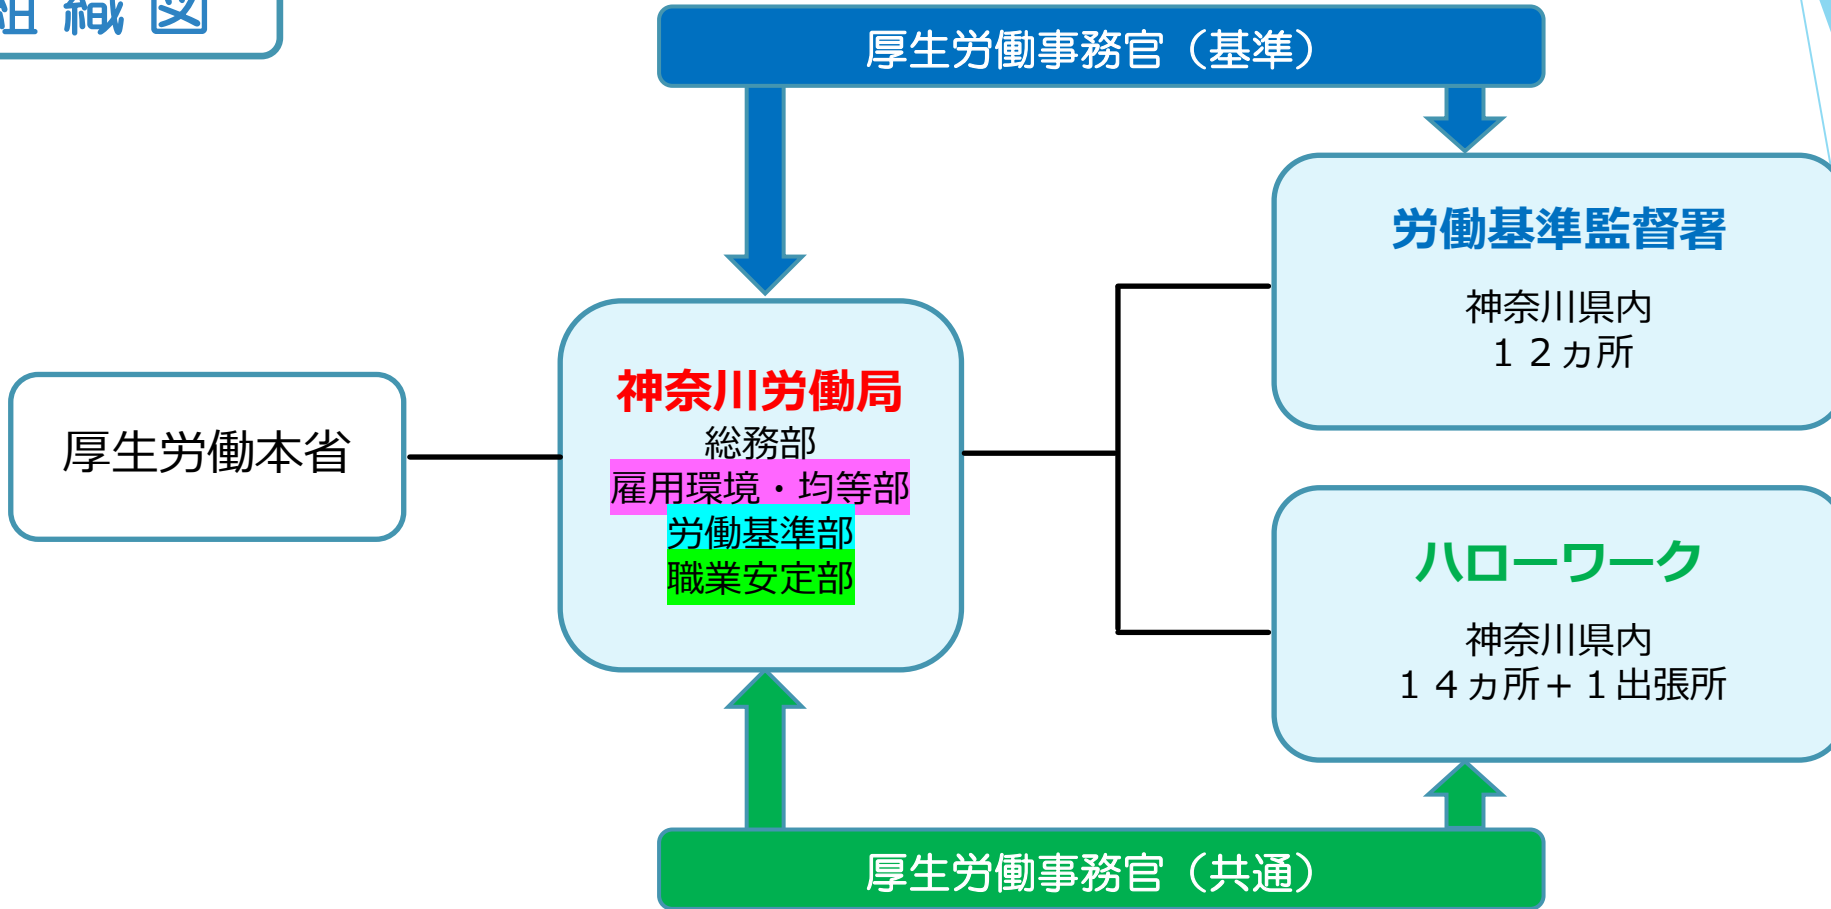 組織図
厚生労働事務官（基準）
労働基準監督署
神奈川県内
１２ヵ所
神奈川労働局
総務部
雇用環境・均等部
労働基準部
職業安定部
厚生労働本省
ハローワーク
神奈川県内
１４ヵ所＋１出張所
厚生労働事務官（共通）